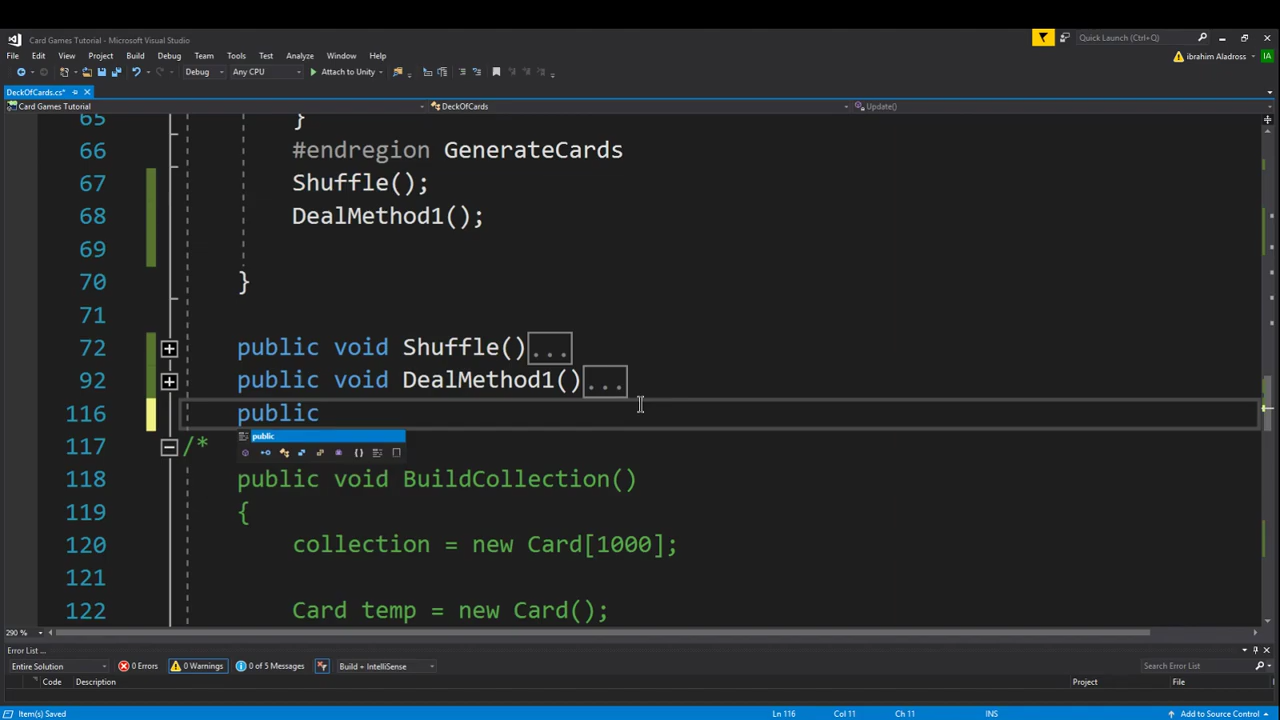 Card Games Tutorial - Microsoft Visual Studio
Quick Launch (Ctrl+Q)
File Edit View Project Build Debug Team Tools Test Analyze Window Help
ibrahim Aladross IA
Debug Any CPU Attach to Unity
DeckOfCards.cs*
Card Games Tutorial DeckOfCards Update()
65 }
66 #endregion GenerateCards
67 Shuffle();
68 DealMethod1();
69
70 }
71
72 public void Shuffle()...
92 public void DealMethod1()...
116 public
public
117 /*
118 public void BuildCollection()
119 {
120 collection = new Card[1000];
121
122 Card temp = new Card();
290 %
Error List ...
Entire Solution 0 Errors 0 Warnings 0 of 5 Messages Build + IntelliSense Search Error List
Code Description Project File
Item(s) Saved Ln 116 Col 11 Ch 11 INS Add to Source Control